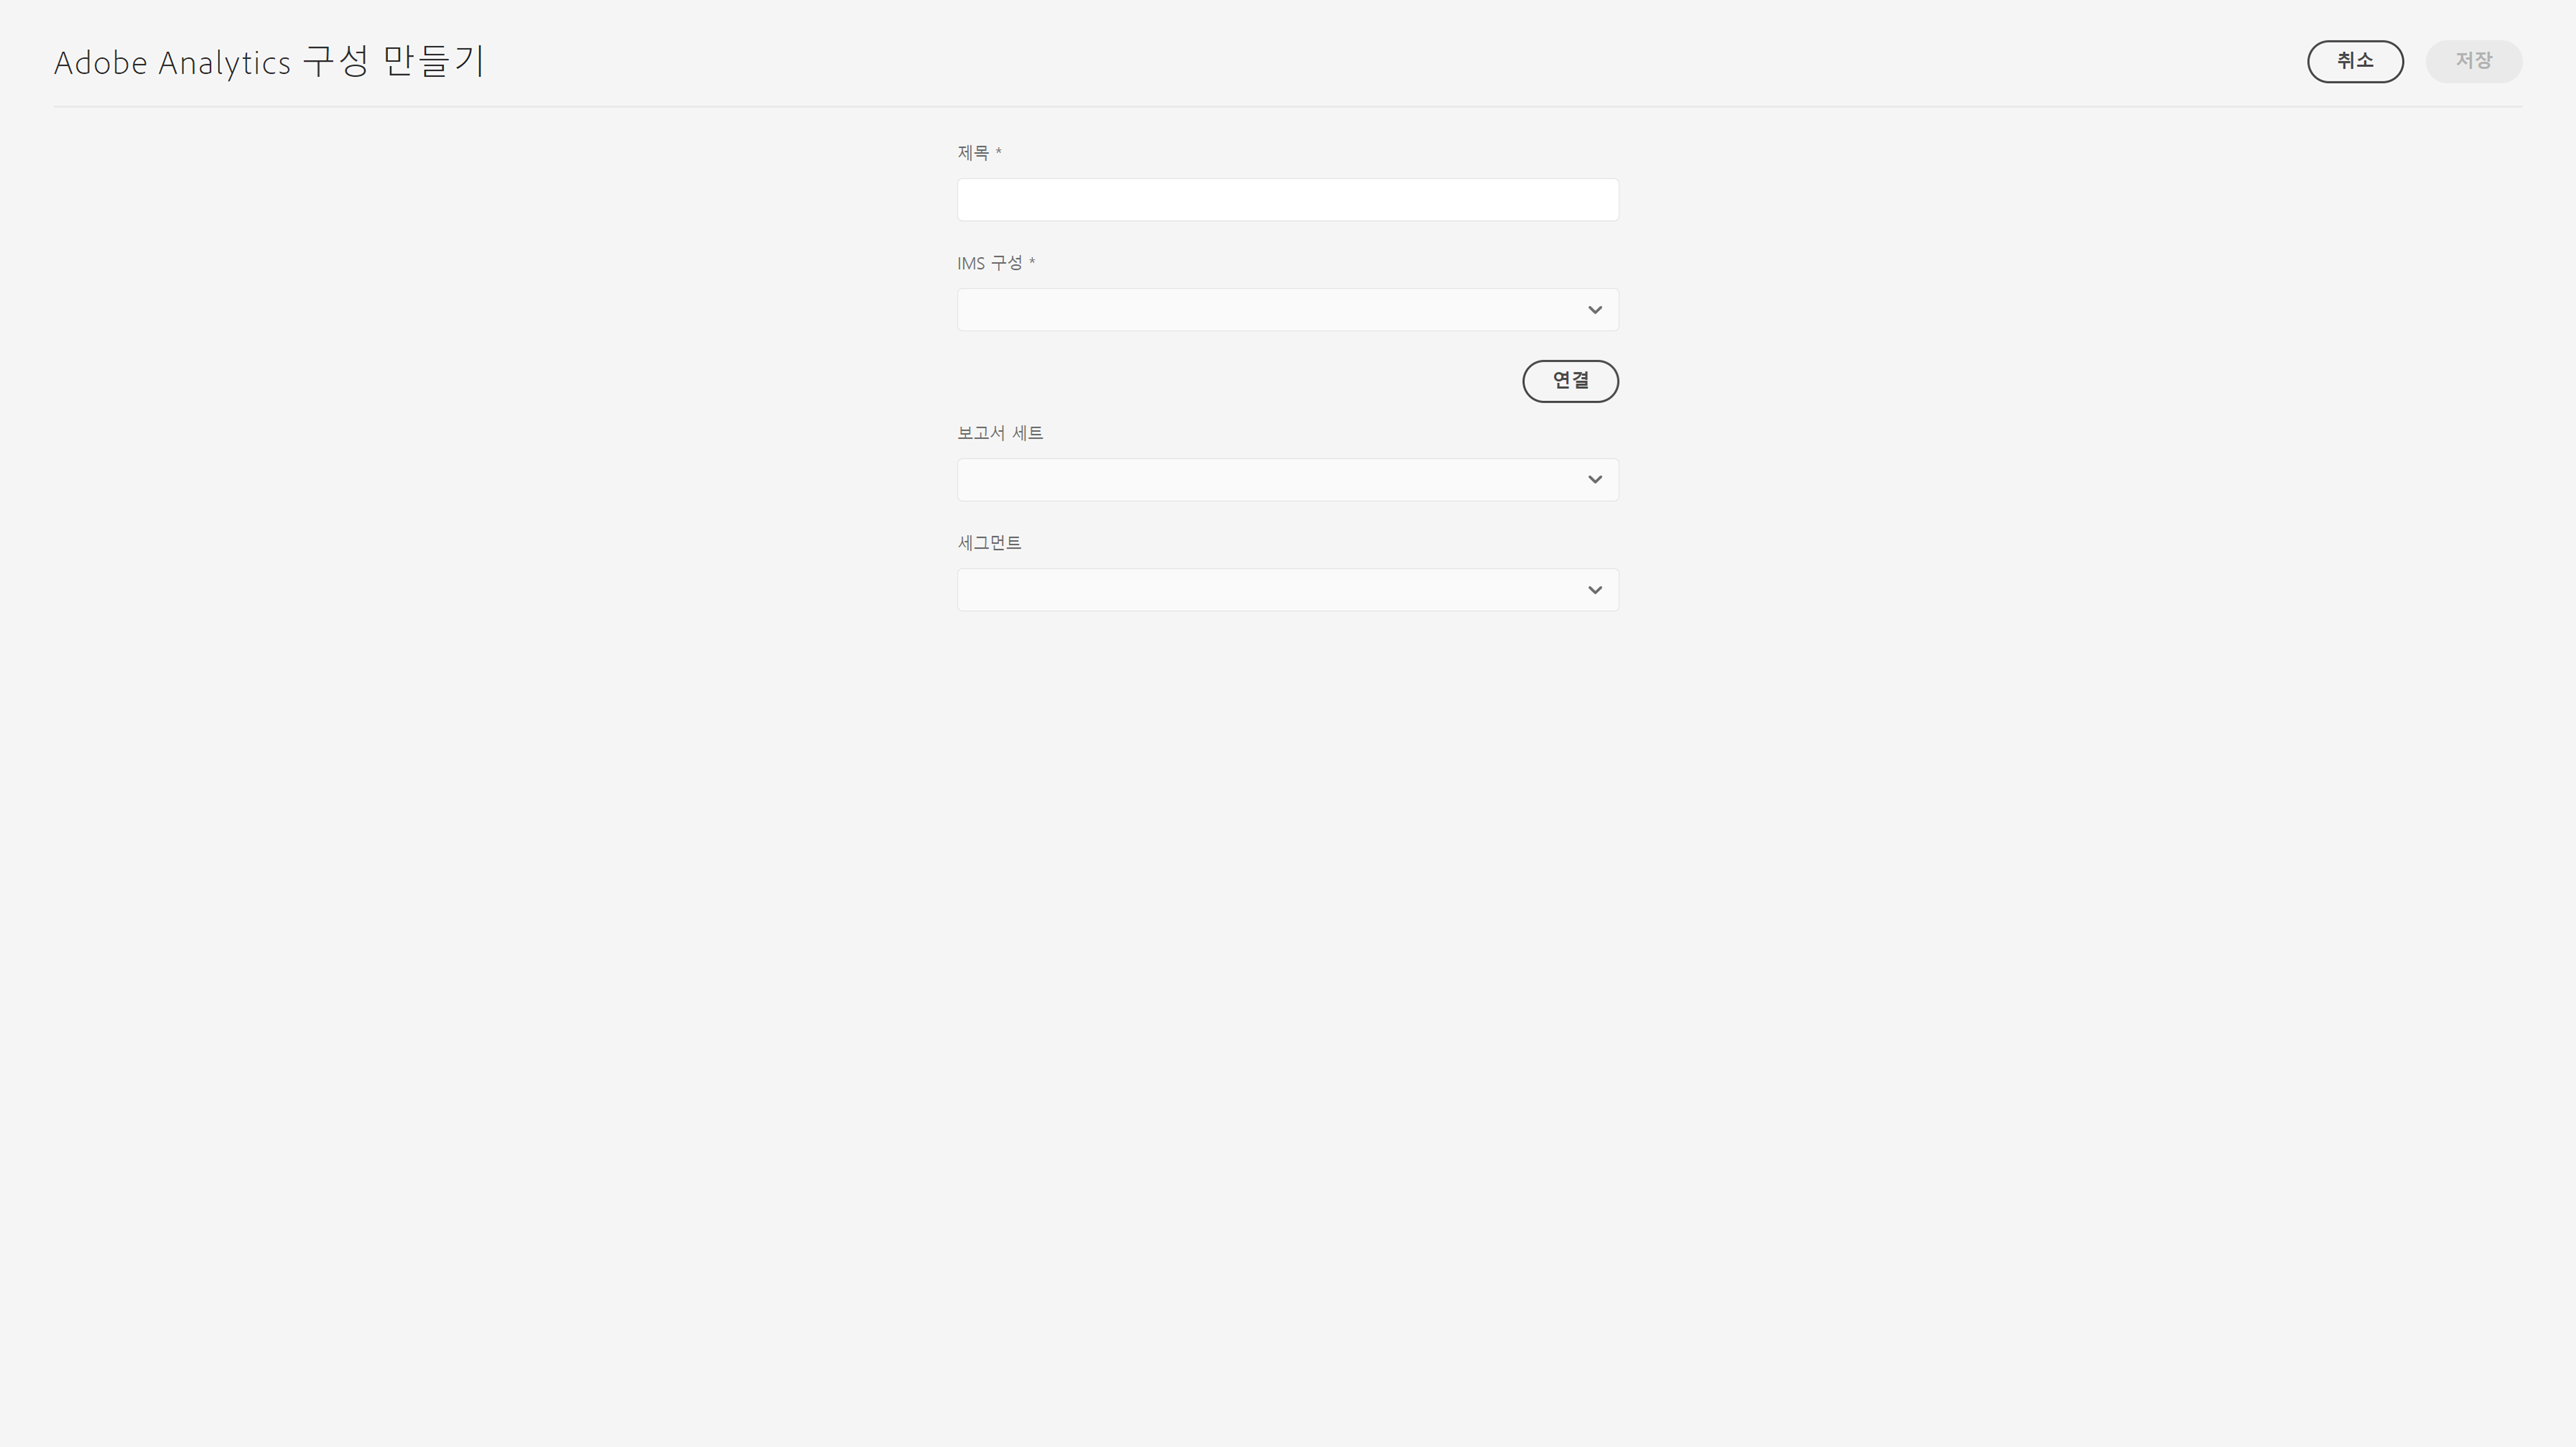 Adobe Analytics 구성 만들기
취소
저장
제목 *
IMS 구성 *
연결
보고서 세트
세그먼트